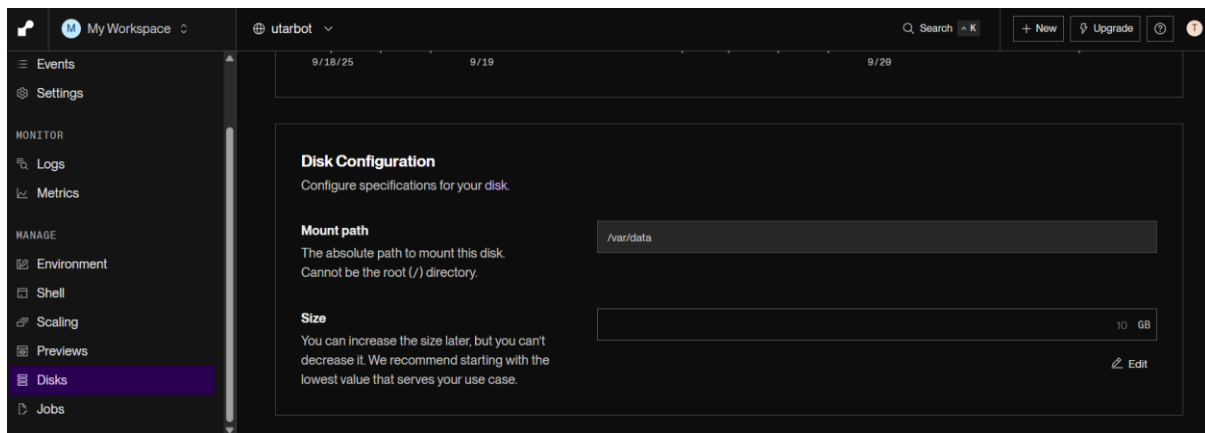 M My Workspace
utarbot
Search ^ K
+ New
Upgrade
T
Events
Settings
MONITOR
Logs
Metrics
MANAGE
Environment
Shell
Scaling
Previews
Disks
Jobs
9/18/25 9/19 9/20
Disk Configuration
Configure specifications for your disk.
Mount path
The absolute path to mount this disk.
Cannot be the root (/) directory.
/var/data
Size
You can increase the size later, but you can't
decrease it. We recommend starting with the
lowest value that serves your use case.
10 GB
Edit